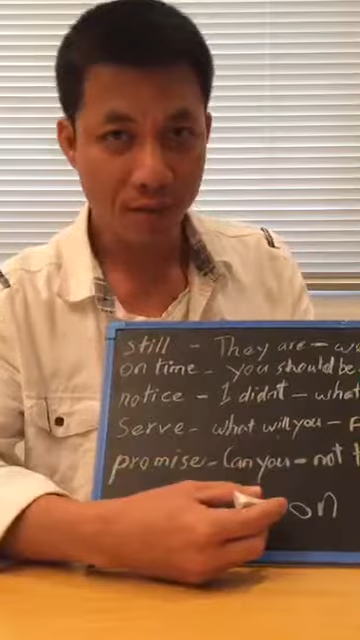 still - They are -
on time - you should be
notice - I didn't - what
Serve - what will you -
promise - Can you - not
on